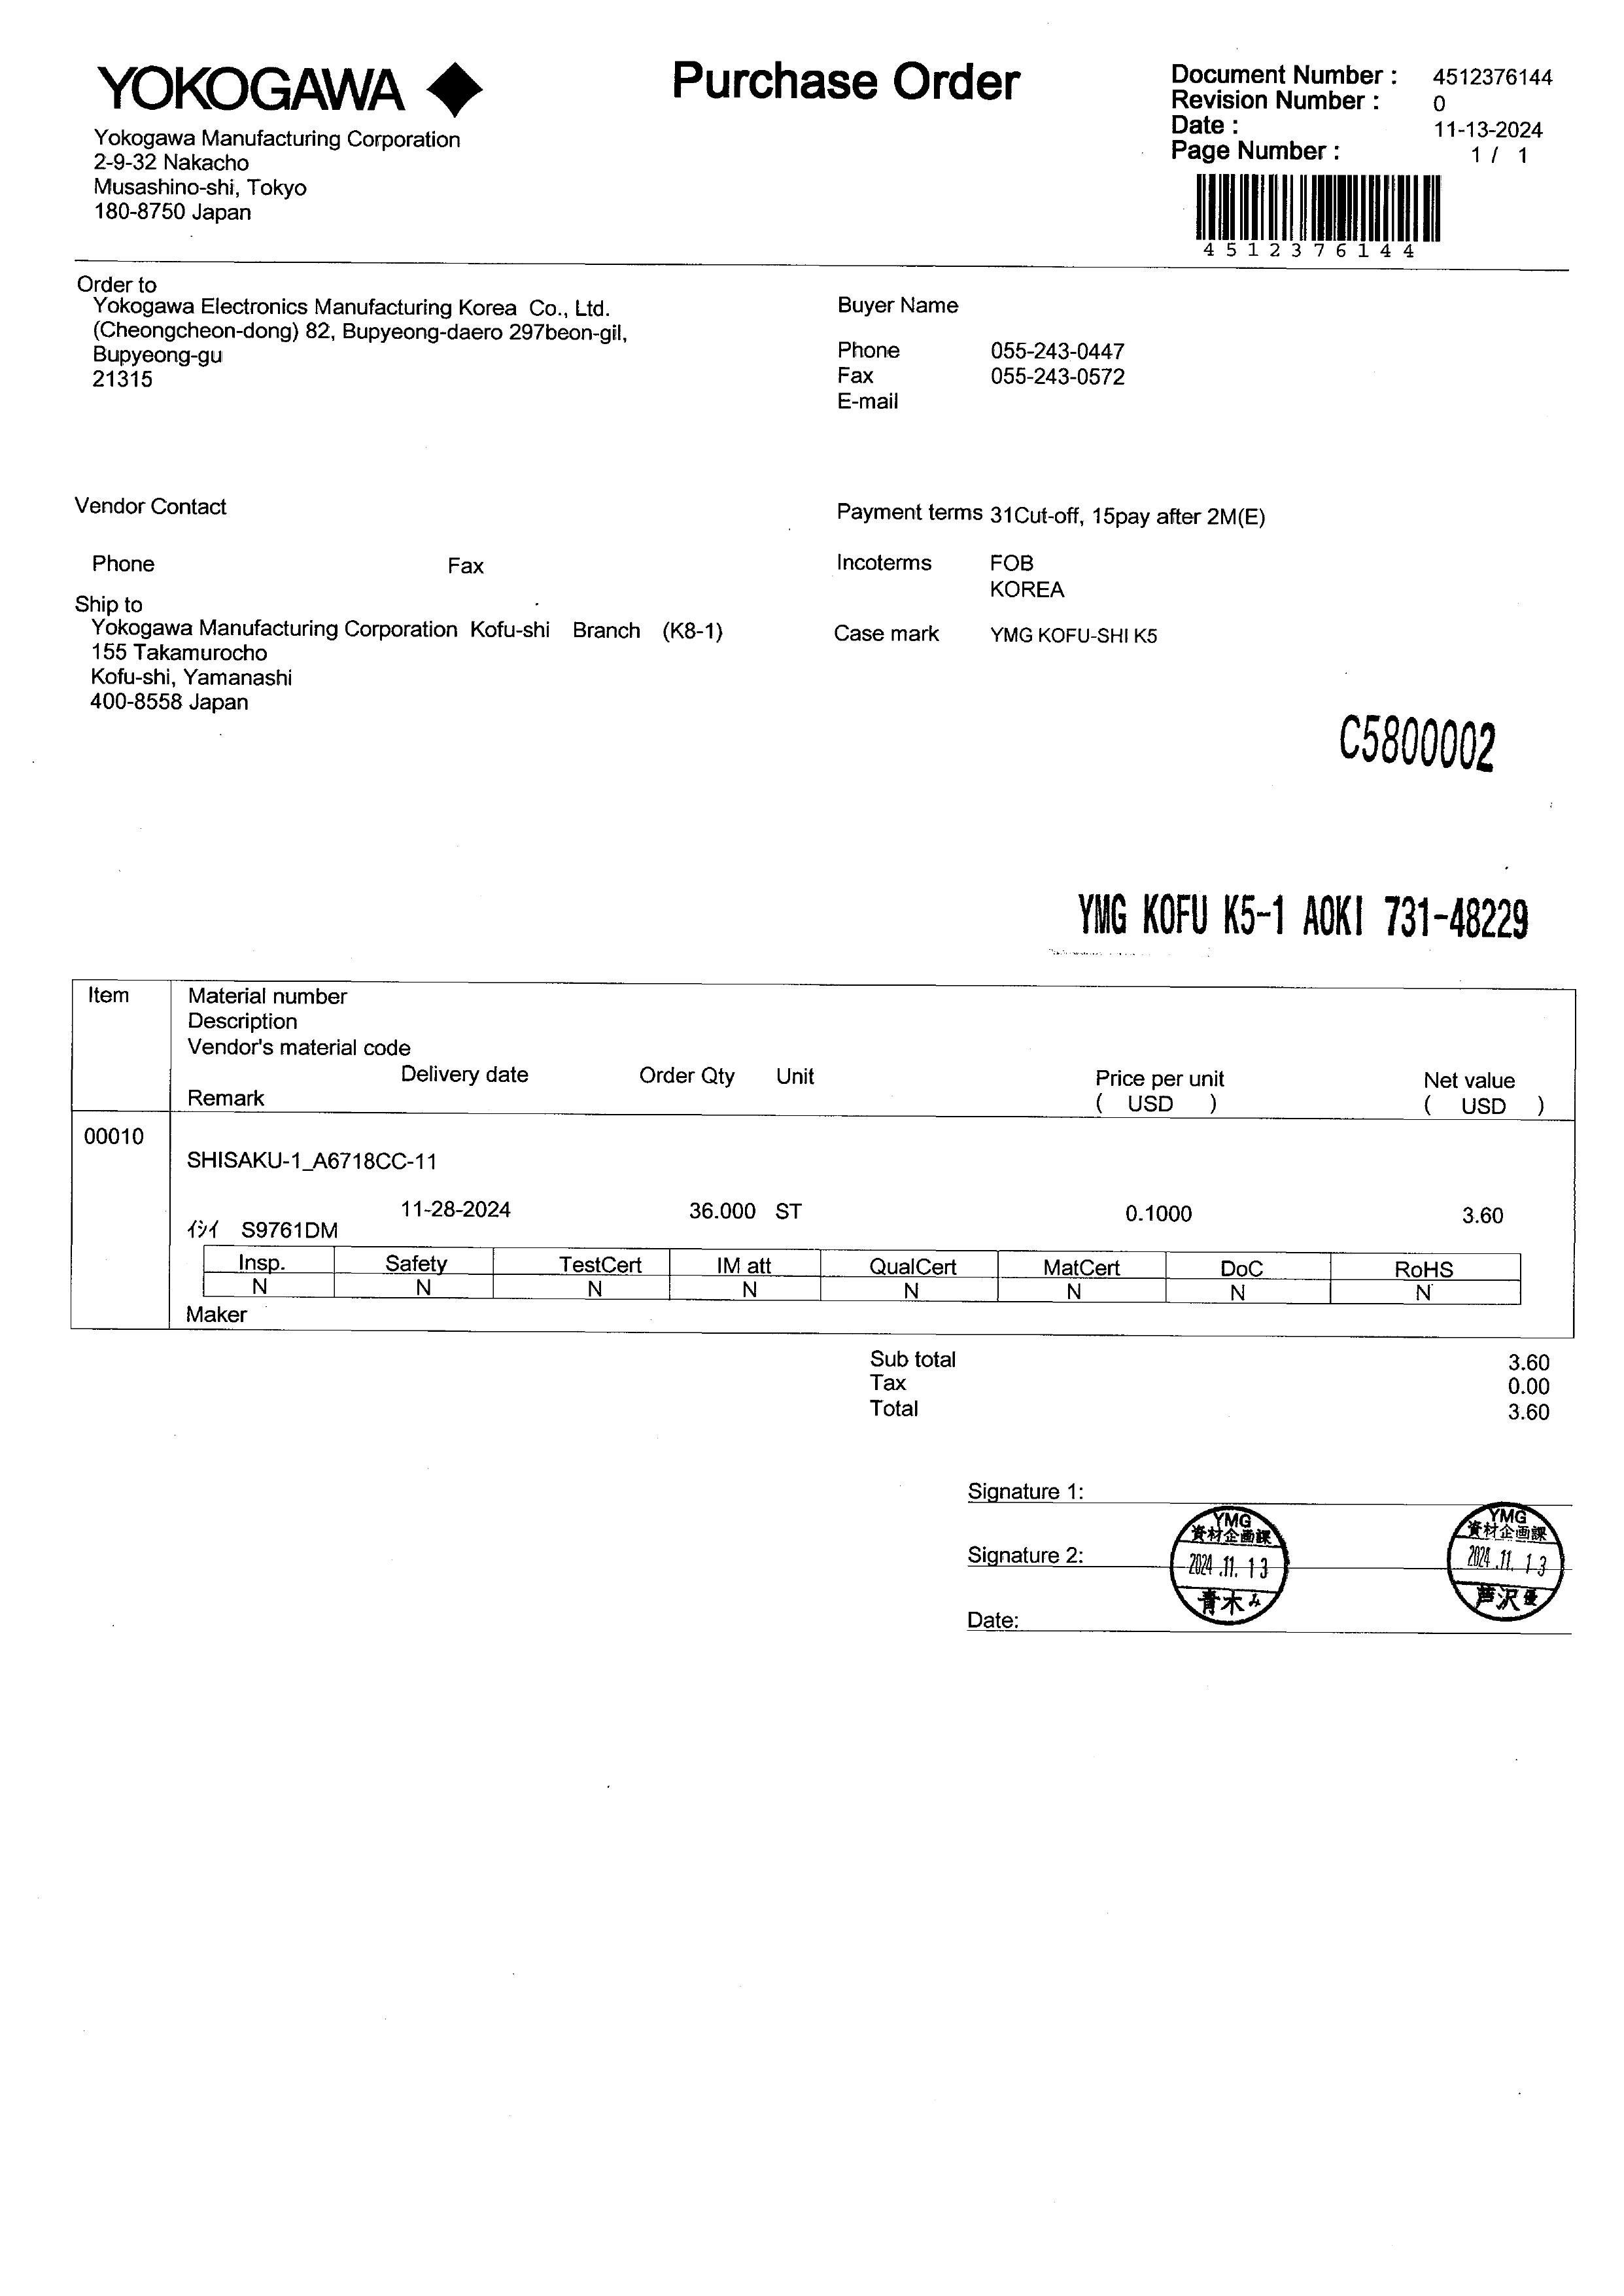 YOKOGAWA
Purchase Order
Document Number : 4512376144
Revision Number : 0
Date : 11-13-2024
Page Number : 1 / 1
4512376144
Yokogawa Manufacturing Corporation
2-9-32 Nakacho
Musashino-shi, Tokyo
180-8750 Japan
Order to
Yokogawa Electronics Manufacturing Korea Co., Ltd.
(Cheongcheon-dong) 82, Bupyeong-daero 297beon-gil,
Bupyeong-gu
21315
Buyer Name
Phone 055-243-0447
Fax 055-243-0572
E-mail
Vendor Contact
Phone Fax
Payment terms 31Cut-off, 15pay after 2M(E)
Incoterms FOB
KOREA
Ship to
Yokogawa Manufacturing Corporation Kofu-shi Branch (K8-1)
155 Takamurocho
Kofu-shi, Yamanashi
400-8558 Japan
Case mark YMG KOFU-SHI K5
C5800002
YMG KOFU K5-1 AOKI 731-48229
Item Material number
Description
Vendor's material code
Delivery date Order Qty Unit Price per unit Net value
Remark ( USD ) ( USD )
00010
SHISAKU-1_A6718CC-11
11-28-2024 36.000 ST 0.1000 3.60
ｲｼｲ S9761DM
Insp. Safety TestCert IM att QualCert MatCert DoC RoHS
N N N N N N N N
Maker
Sub total 3.60
Tax 0.00
Total 3.60
Signature 1:
Signature 2:
Date:
YMG
資材企画課
2024.11.13
青木み
YMG
資材企画課
2024.11.13
芦沢優